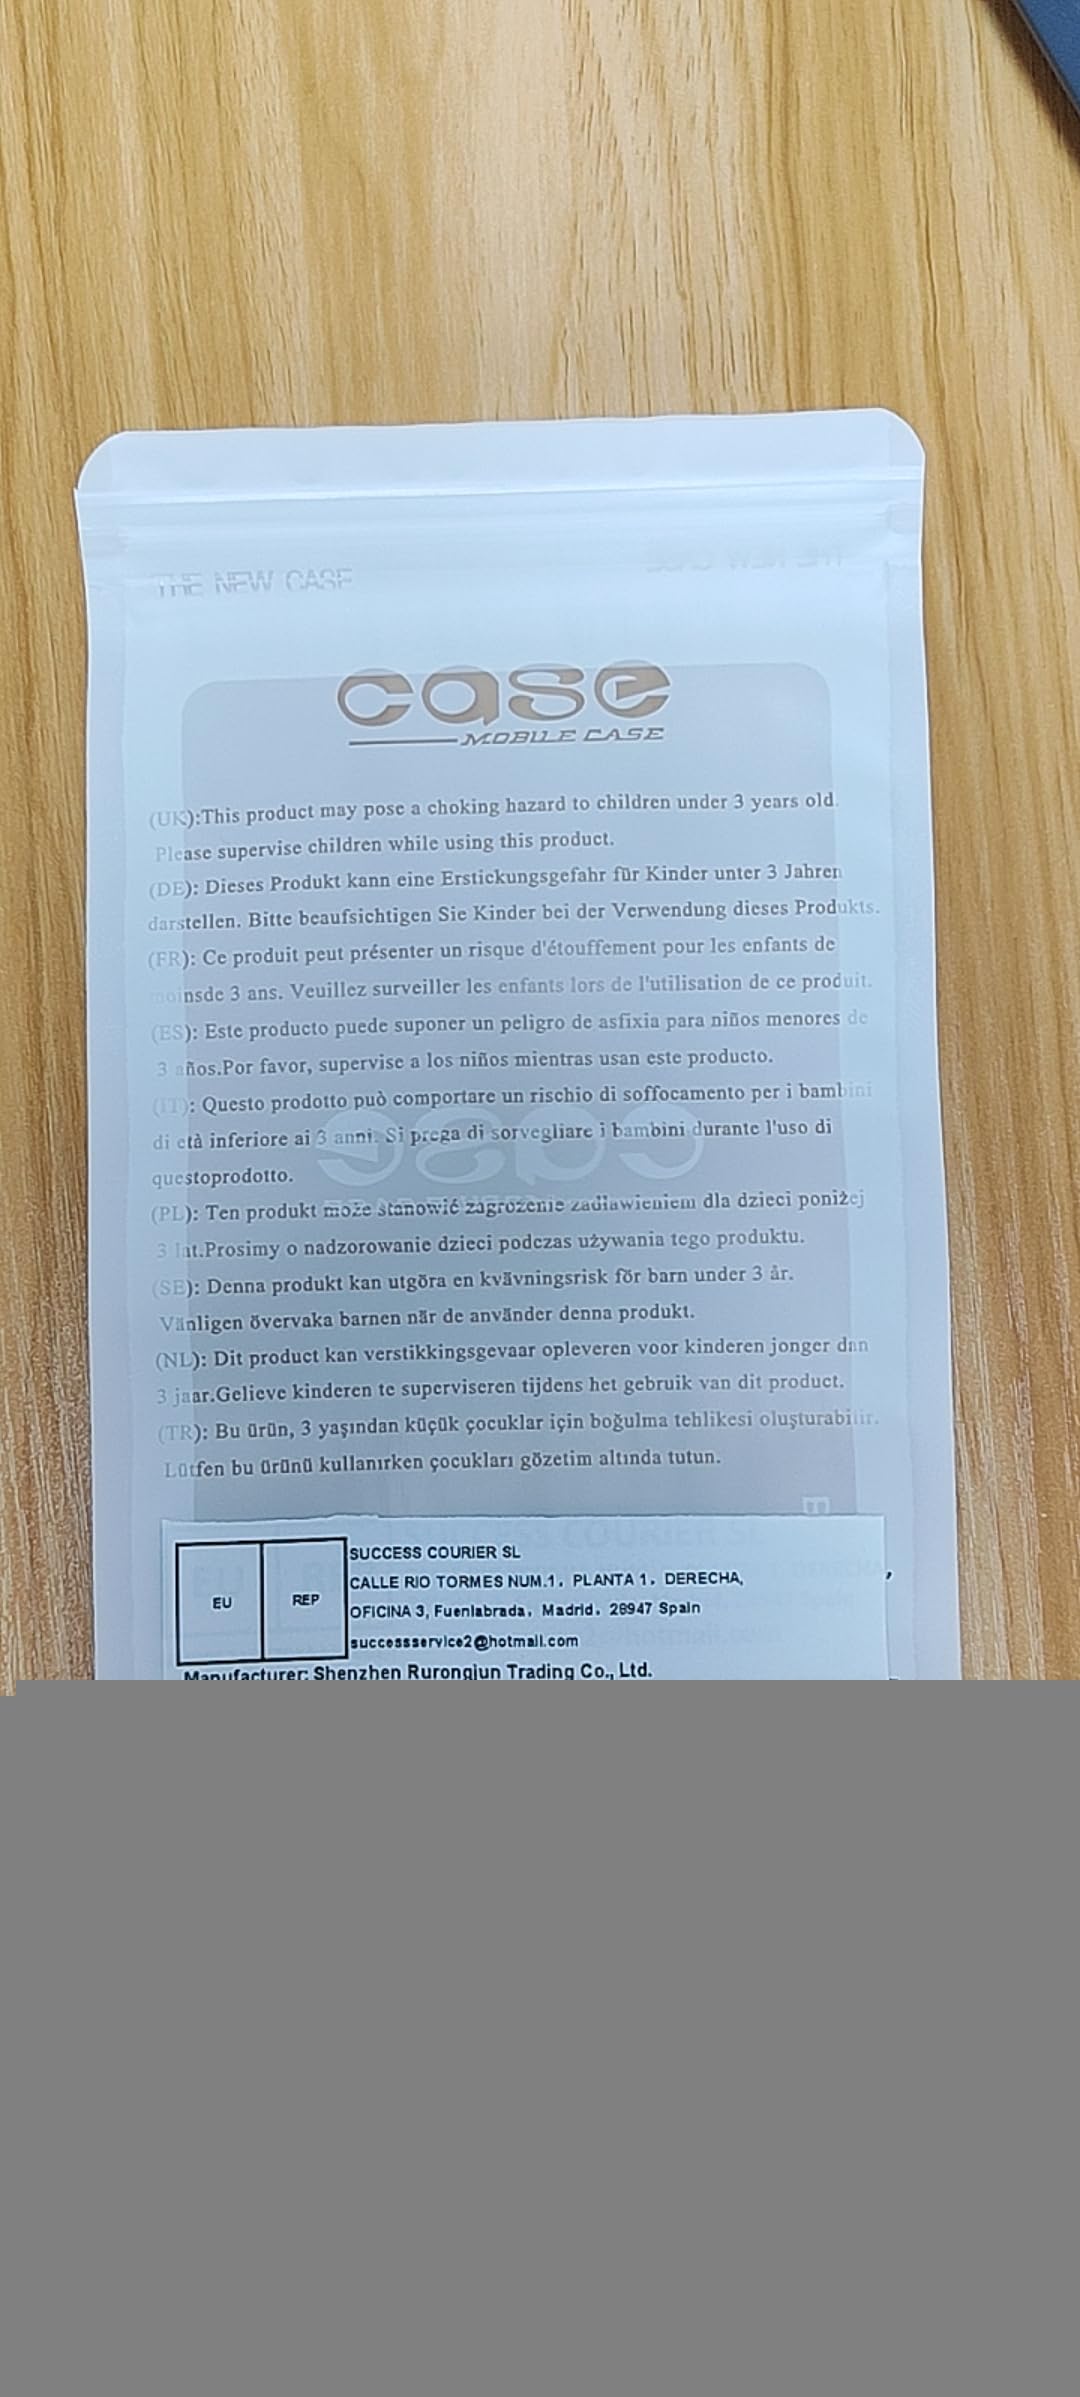 THE NEW CASE
case
MOBILE CASE
(UK):This product may pose a choking hazard to children under 3 years old.
Please supervise children while using this product.
(DE): Dieses Produkt kann eine Erstickungsgefahr für Kinder unter 3 Jahren
darstellen. Bitte beaufsichtigen Sie Kinder bei der Verwendung dieses Produkts.
(FR): Ce produit peut présenter un risque d'étouffement pour les enfants de
moinsde 3 ans. Veuillez surveiller les enfants lors de l'utilisation de ce produit.
(ES): Este producto puede suponer un peligro de asfixia para niños menores de
3 años.Por favor, supervise a los niños mientras usan este producto.
(IT): Questo prodotto può comportare un rischio di soffocamento per i bambini
di età inferiore ai 3 anni. Si prega di sorvegliare i bambini durante l'uso di
questoprodotto.
(PL): Ten produkt może stanowić zagrożenie zadławieniem dla dzieci poniżej
3 lat.Prosimy o nadzorowanie dzieci podczas używania tego produktu.
(SE): Denna produkt kan utgöra en kvävningsrisk för barn under 3 år.
Vänligen övervaka barnen när de använder denna produkt.
(NL): Dit product kan verstikkingsgevaar opleveren voor kinderen jonger dan
3 jaar.Gelieve kinderen te superviseren tijdens het gebruik van dit product.
(TR): Bu ürün, 3 yaşından küçük çocuklar için boğulma tehlikesi oluşturabilir.
Lütfen bu ürünü kullanırken çocukları gözetim altında tutun.
EU REP
SUCCESS COURIER SL
CALLE RIO TORMES NUM.1, PLANTA 1, DERECHA,
OFICINA 3, Fuenlabrada, Madrid, 28947 Spain
successservice2@hotmail.com
Manufacturer: Shenzhen Rurongjun Trading Co., Ltd.